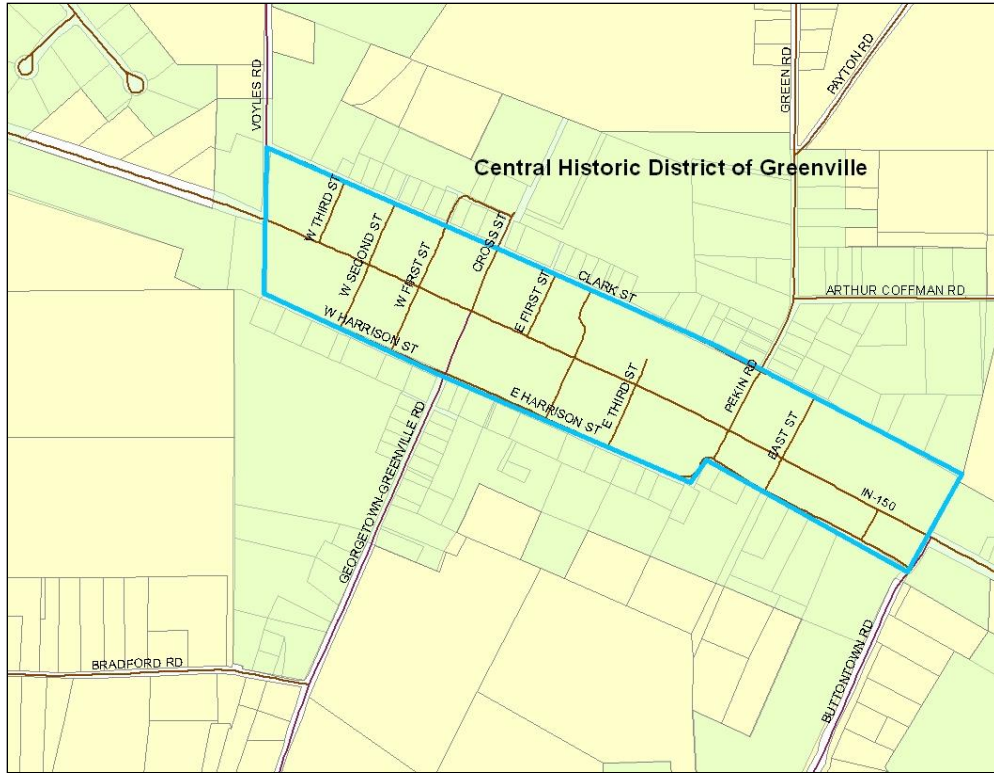 VOYLES RD
GREEN RD
PAYTON RD
Central Historic District of Greenville
W THIRD ST
W SECOND ST
W FIRST ST
CROSS ST
E FIRST ST
CLARK ST
ARTHUR COFFMAN RD
W HARRISON ST
E HARRISON ST
E THIRD ST
PEKIN RD
EAST ST
IN-150
GEORGETOWN-GREENVILLE RD
BRADFORD RD
BUTTONTOWN RD